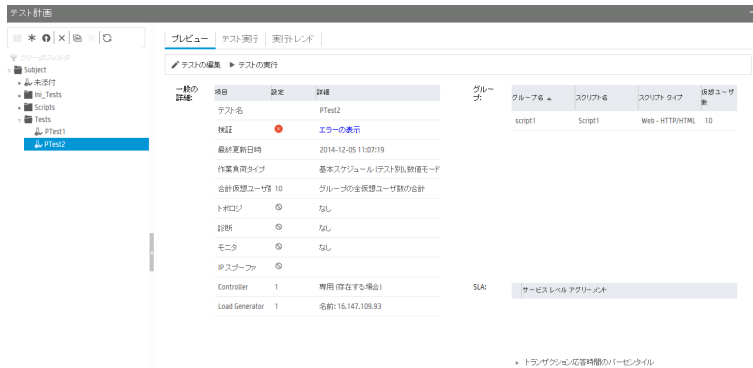 テスト計画
ツリーのフィルタ
Subject
未添付
Ini_Tests
Scripts
Tests
PTest1
PTest2
プレビュー テスト実行 実行トレンド
テストの編集 テストの実行
一般の詳細:
項目 設定 詳細
テスト名 PTest2
検証 エラーの表示
最終更新日時 2014-12-05 11:07:19
作業負荷タイプ 基本スケジュール (テスト別),数値モード
合計仮想ユーザ数 10 グループの全仮想ユーザ数の合計
トポロジ なし
診断 なし
モニタ なし
IP スプーファ
Controller 1 専用 (存在する場合)
Load Generator 1 名前: 16.147.109.93
グループ:
グループ名 スクリプト名 スクリプト タイプ 仮想ユーザ数
script1 Script1 Web - HTTP/HTML 10
SLA:
サービス レベル アグリーメント
トランザクション応答時間のパーセンタイル